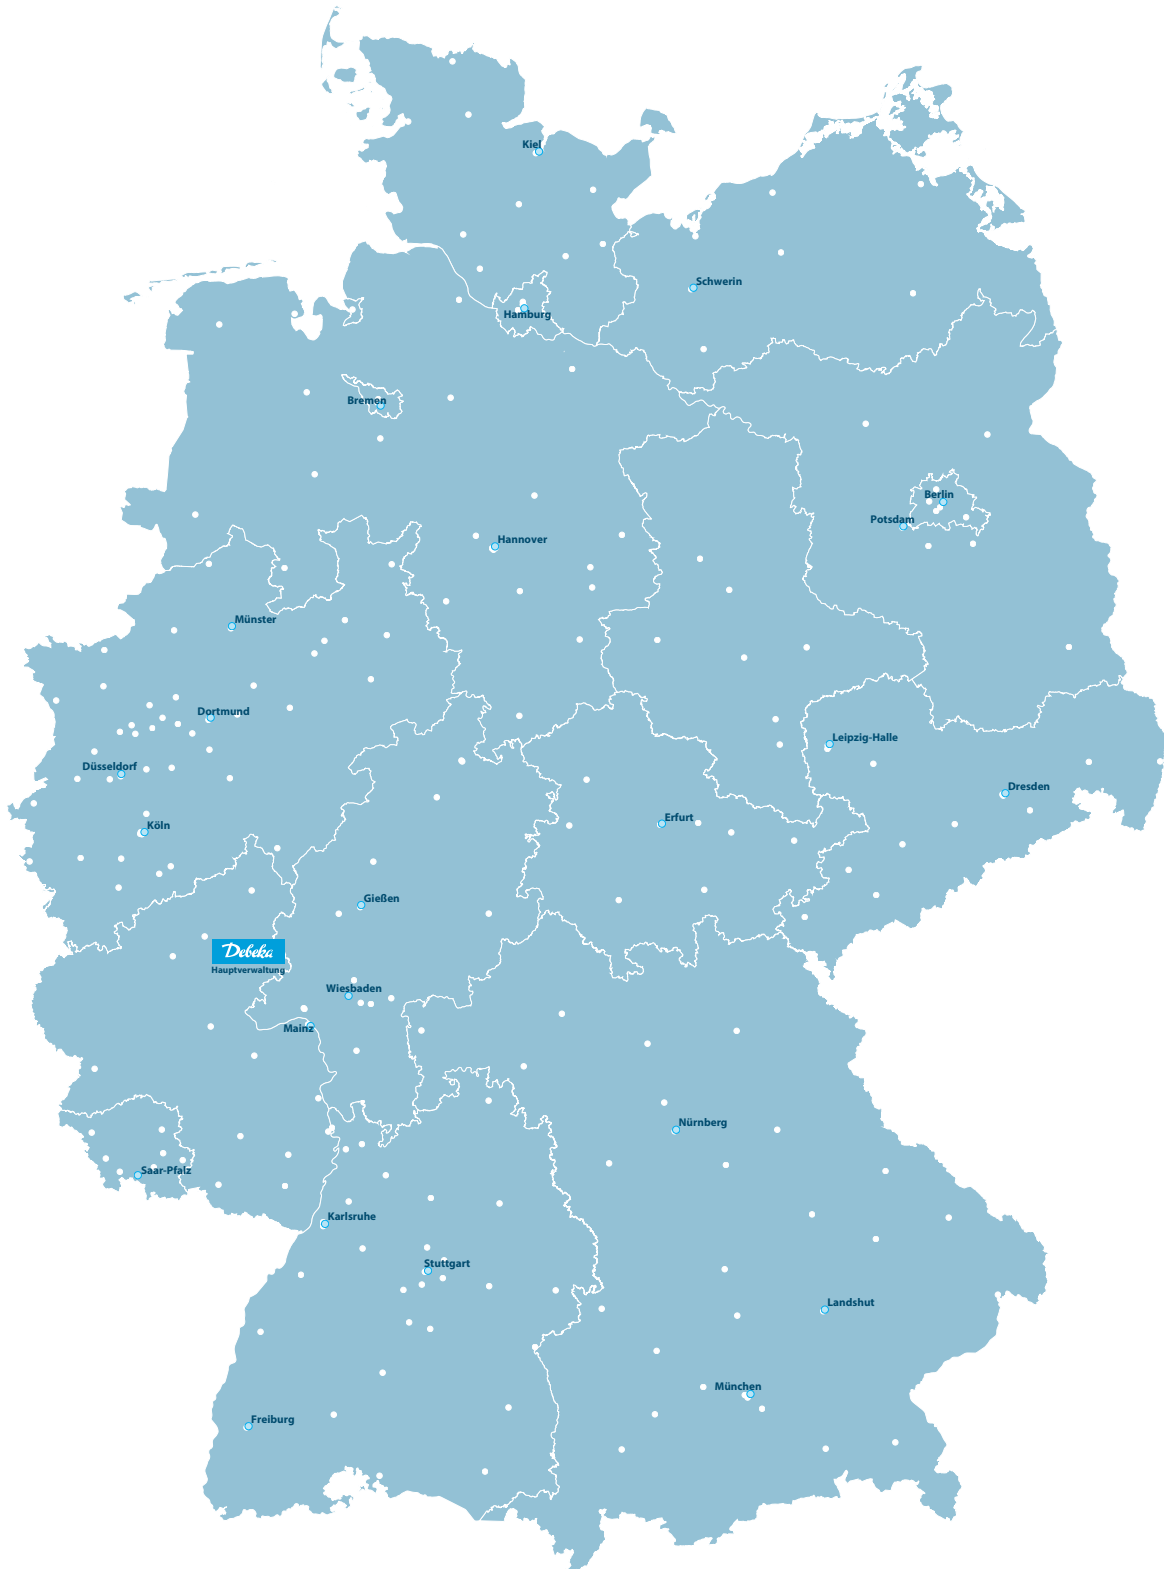 Kiel
Schwerin
Hamburg
Bremen
Berlin
Potsdam
Hannover
Münster
Dortmund
Leipzig-Halle
Düsseldorf
Dresden
Köln
Erfurt
Gießen
Debeka
Hauptverwaltung
Wiesbaden
Mainz
Nürnberg
Saar-Pfalz
Karlsruhe
Stuttgart
Landshut
München
Freiburg